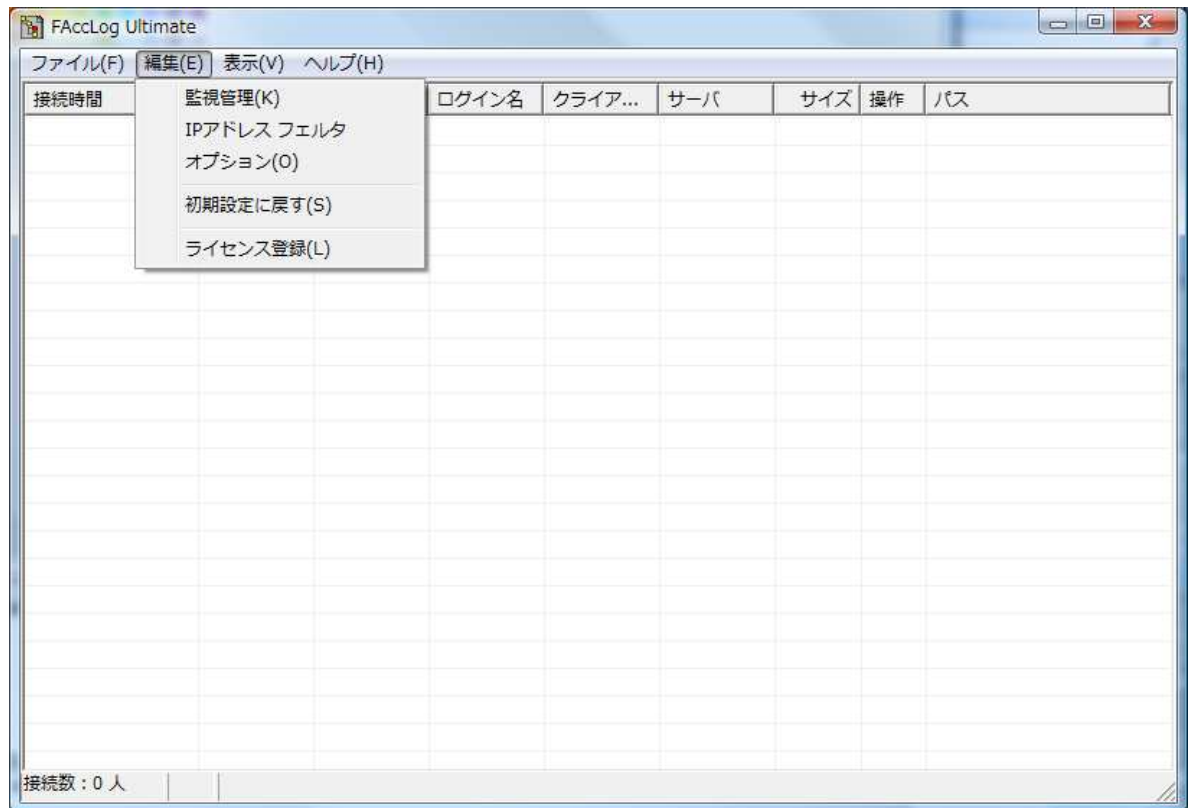 FAccLog Ultimate
ファイル(F) 編集(E) 表示(V) ヘルプ(H)
接続時間 ログイン名 クライア... サーバ サイズ 操作 パス
監視管理(K)
IPアドレス フェルタ
オプション(O)
初期設定に戻す(S)
ライセンス登録(L)
接続数：0 人